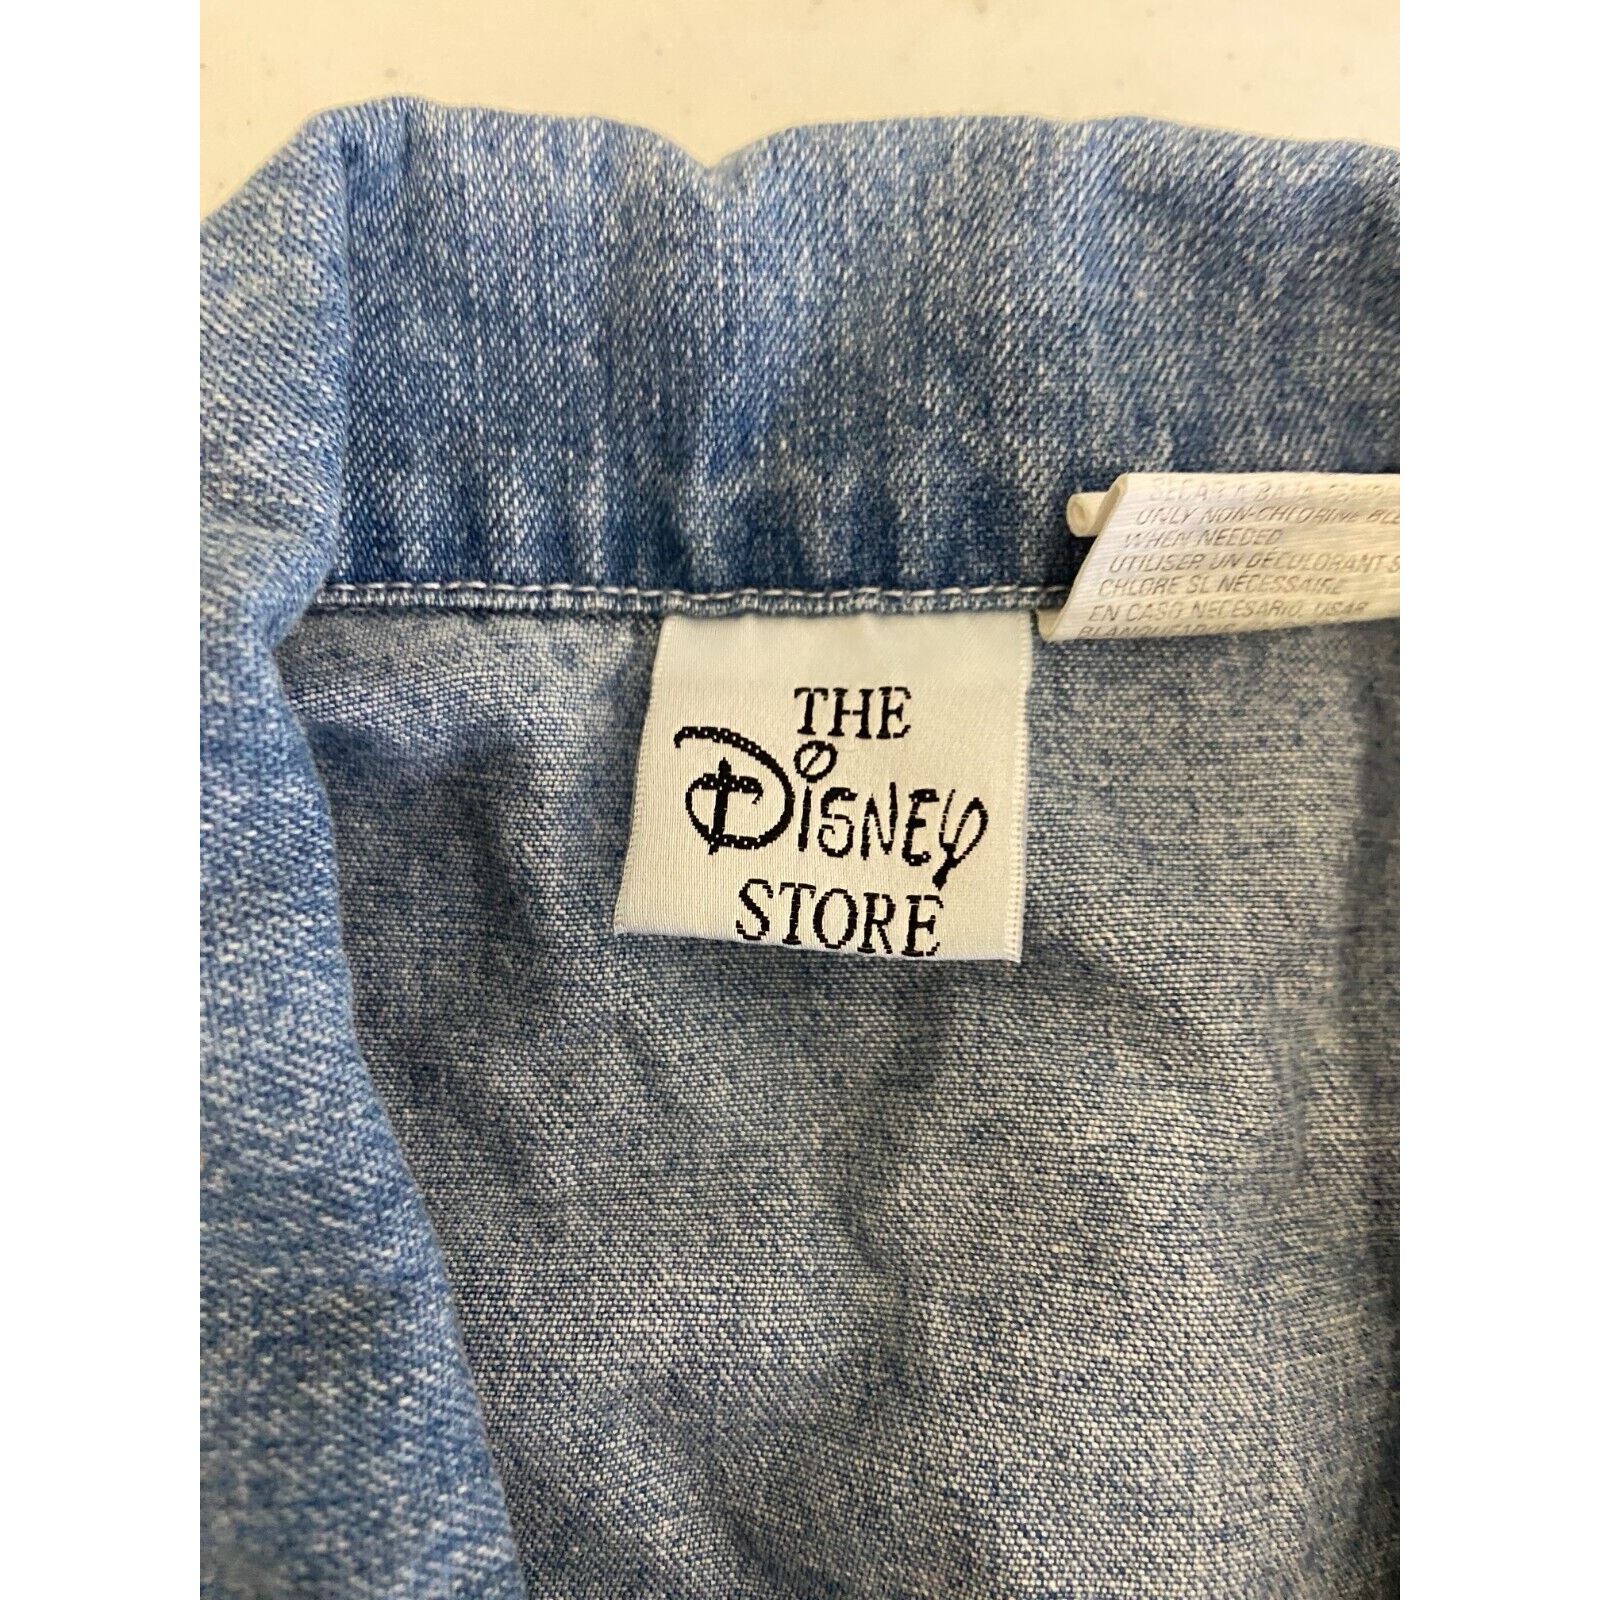 THE
DISNEY
STORE
ONLY NON-CHLORINE
WHEN NEEDED
UTILISER UN DÉCOLORANT
CHLORE SI NÉCESSAIRE
EN CASO NECESARIO, USAR